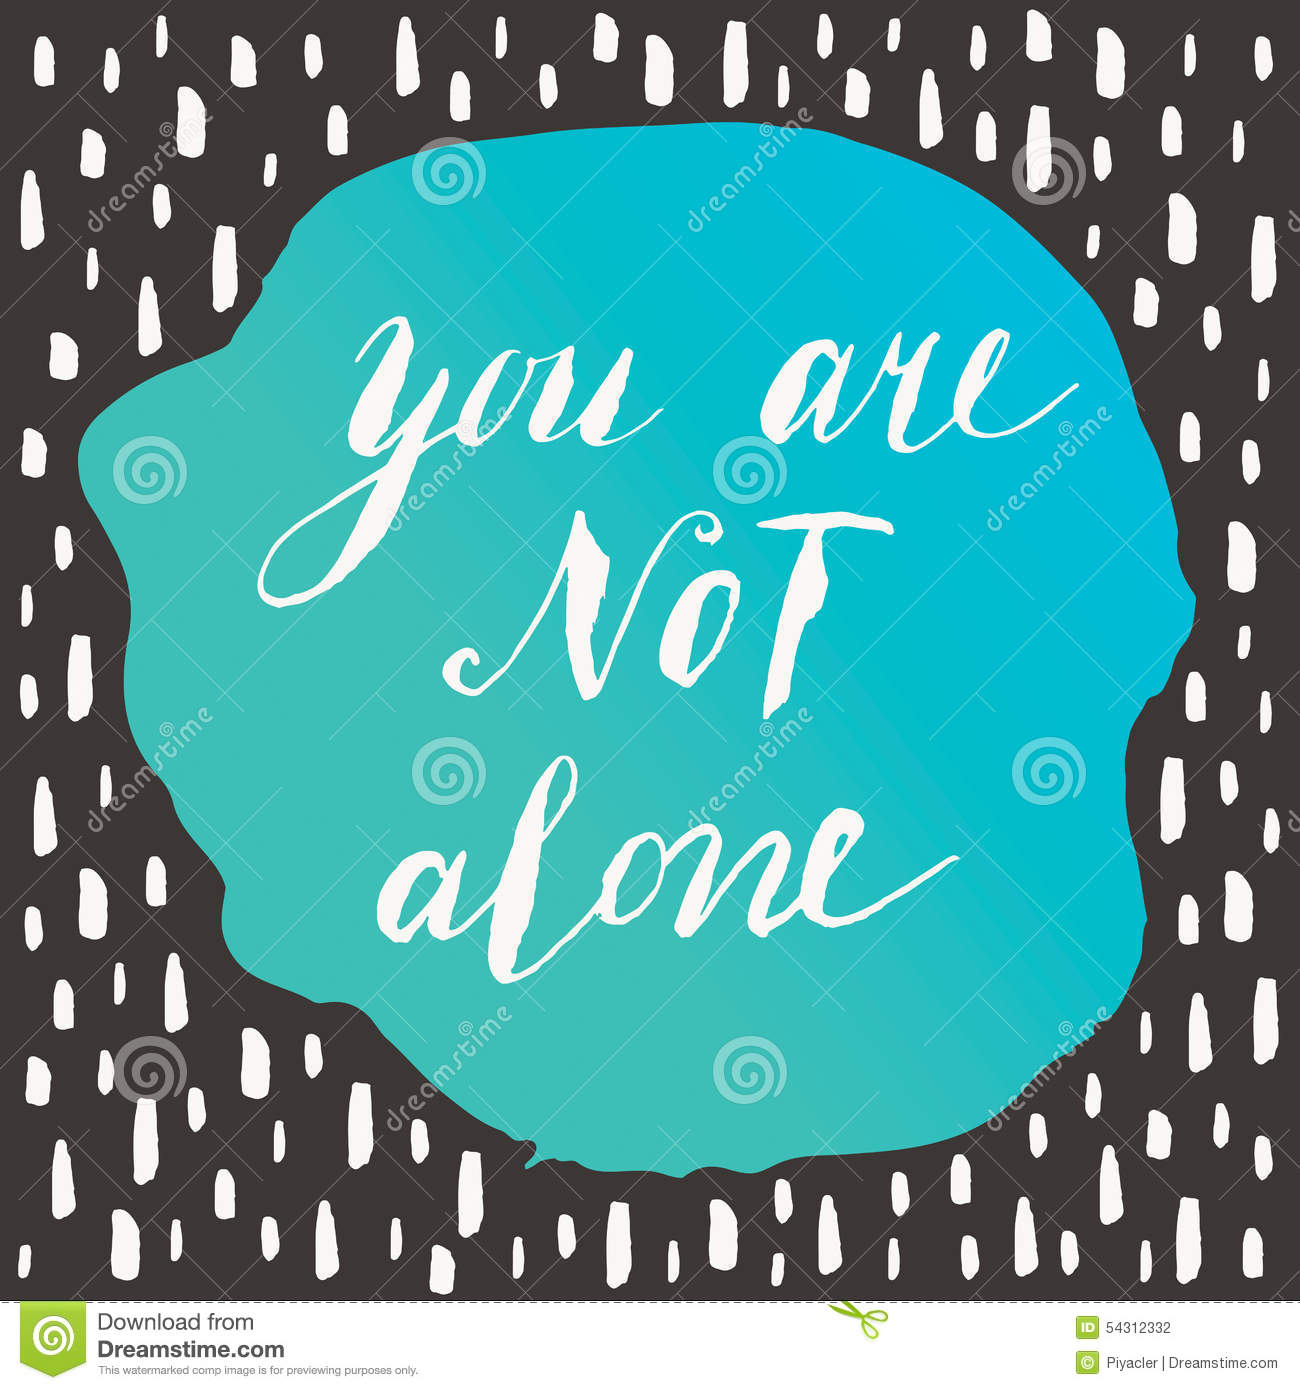 you are
NOT
alone
Download from
Dreamstime.com
This watermarked comp image is for previewing purposes only.
ID 54312332
© Piyacler | Dreamstime.com
dreamstime